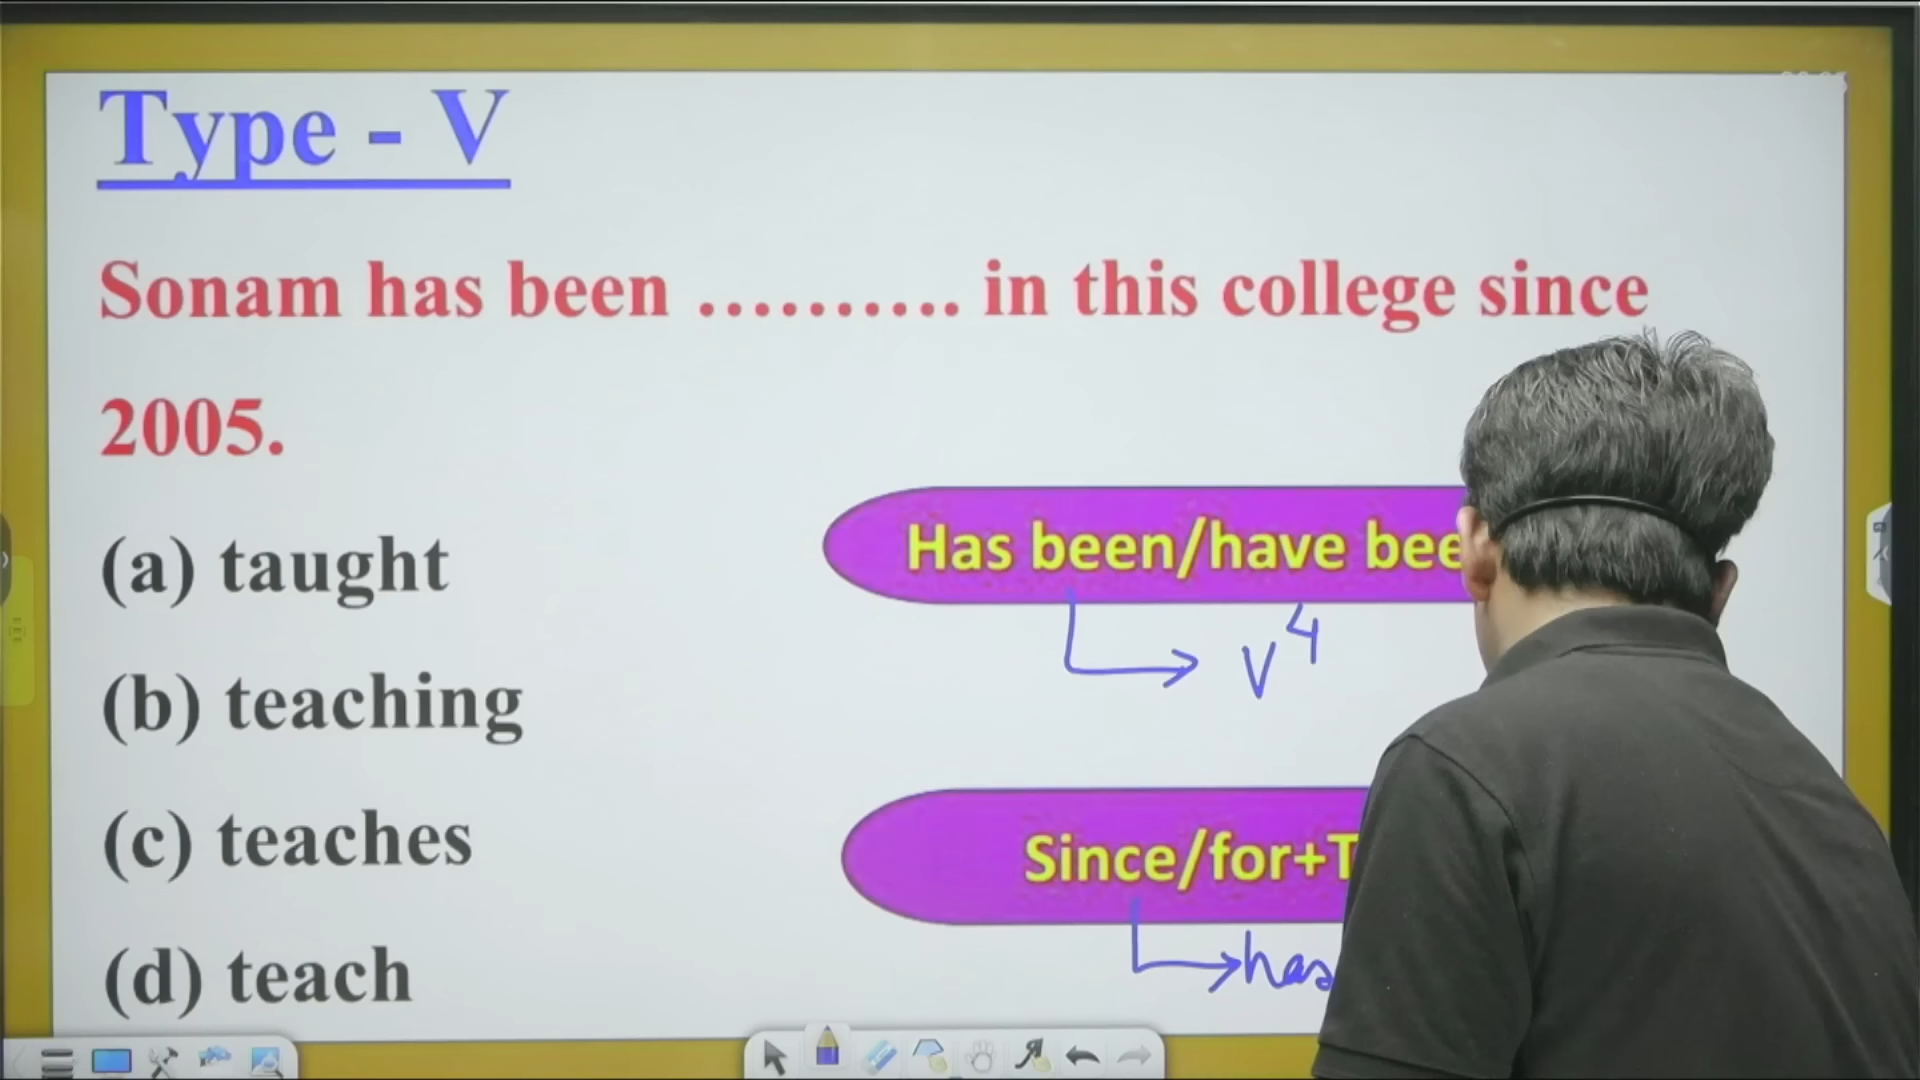 Type - V
Sonam has been .......... in this college since
2005.
(a) taught
(b) teaching
(c) teaches
(d) teach
Has been/have
V4
Since/for+
has